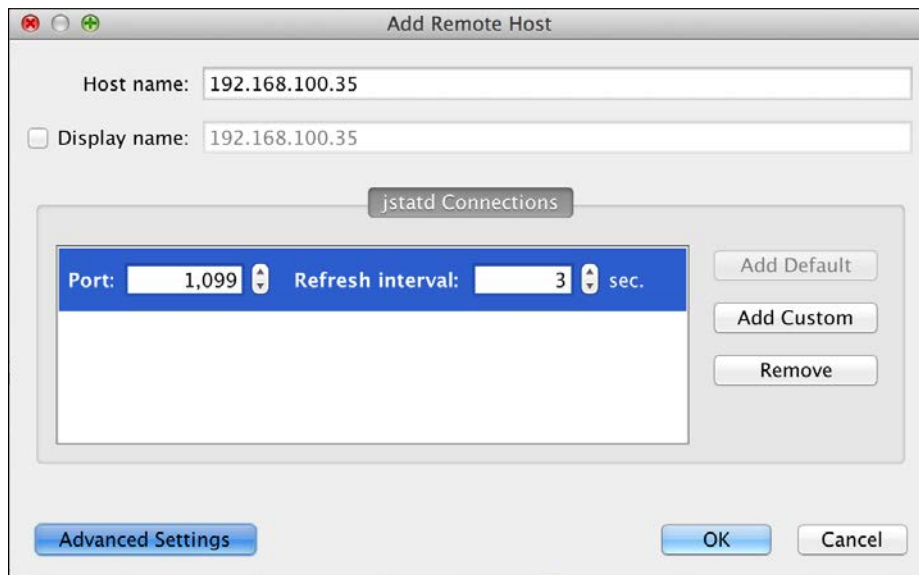 Add Remote Host
Host name: 192.168.100.35
Display name: 192.168.100.35
jstatd Connections
Port: 1,099 Refresh interval: 3 sec.
Add Default
Add Custom
Remove
Advanced Settings OK Cancel